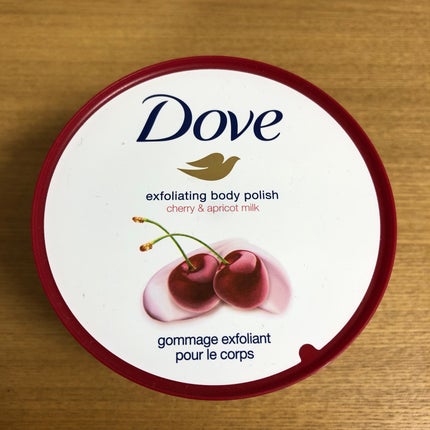 Dove
exfoliating body polish
cherry & apricot milk
gommage exfoliant
pour le corps